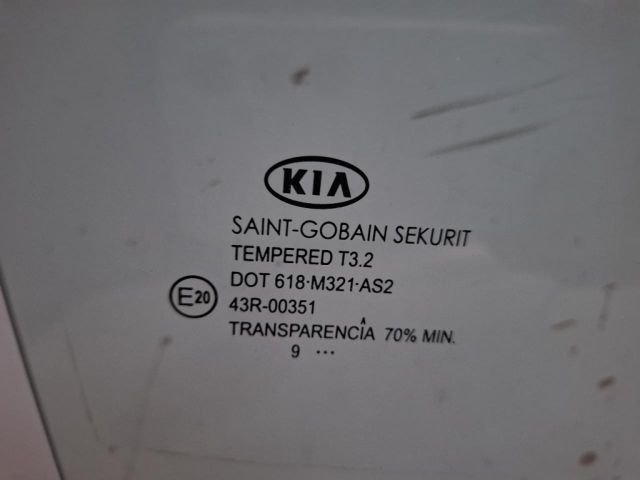 KIA
SAINT-GOBAIN SEKURIT
TEMPERED T3.2
DOT 618·M321·AS2
E20
43R-00351
TRANSPARENCIA 70% MIN.
9 ...